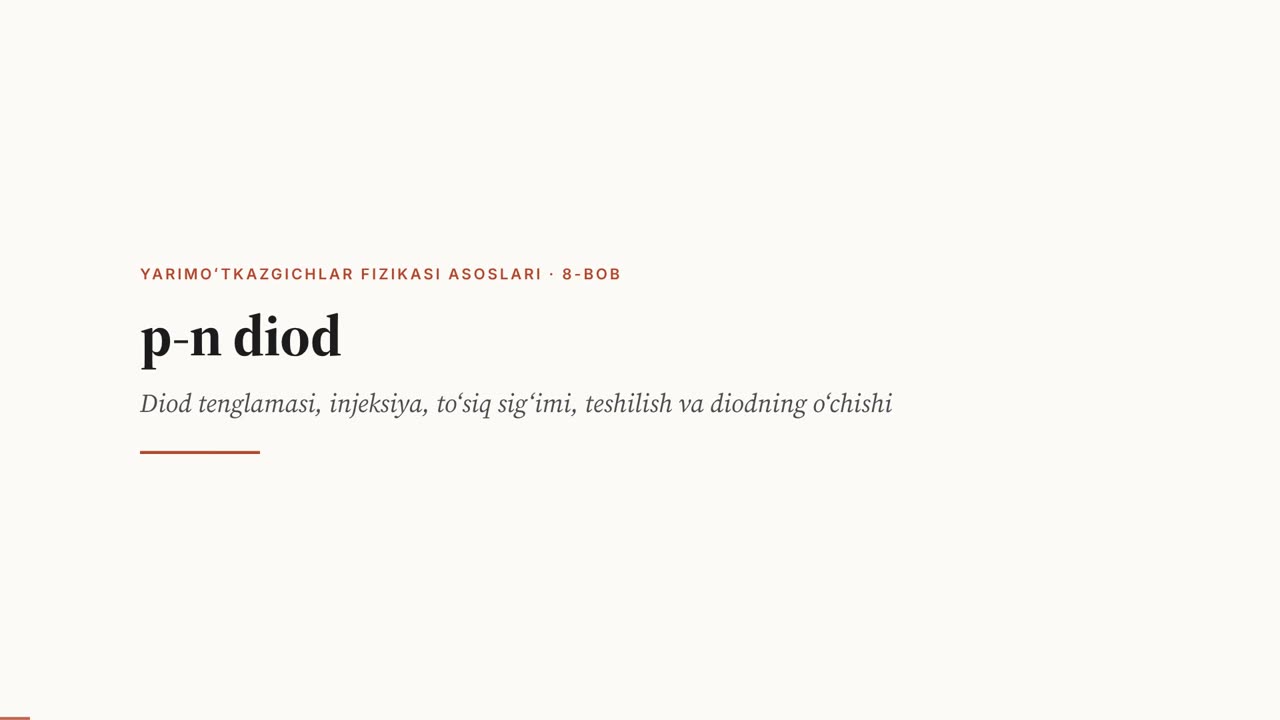 YARIMOʻTKAZGICHLAR FIZIKASI ASOSLARI · 8-BOB
p-n diod
Diod tenglamasi, injeksiya, toʻsiq sigʻimi, teshilish va diodning oʻchishi